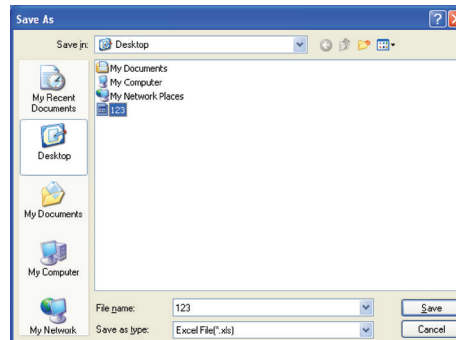 Save As
Save in: Desktop
My Documents
My Computer
My Network Places
123
My Recent
Documents
Desktop
My Documents
My Computer
My Network
File name: 123 Save
Save as type: Excel File(*.xls) Cancel